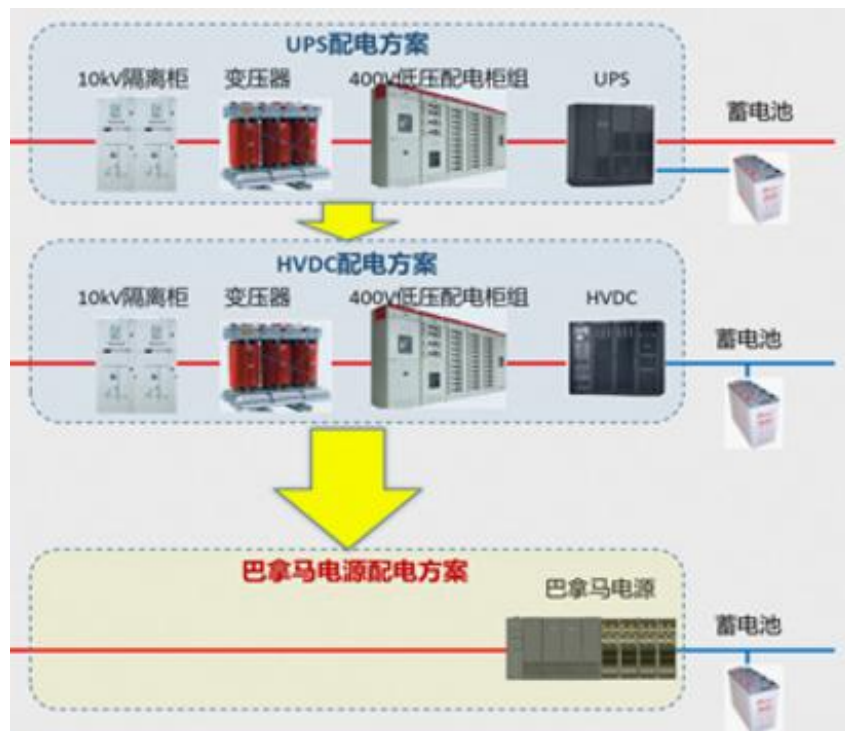 UPS配电方案
10kV隔离柜 变压器 400V低压配电柜组 UPS
蓄电池
HVDC配电方案
10kV隔离柜 变压器 400V低压配电柜组 HVDC
蓄电池
巴拿马电源配电方案
巴拿马电源
蓄电池